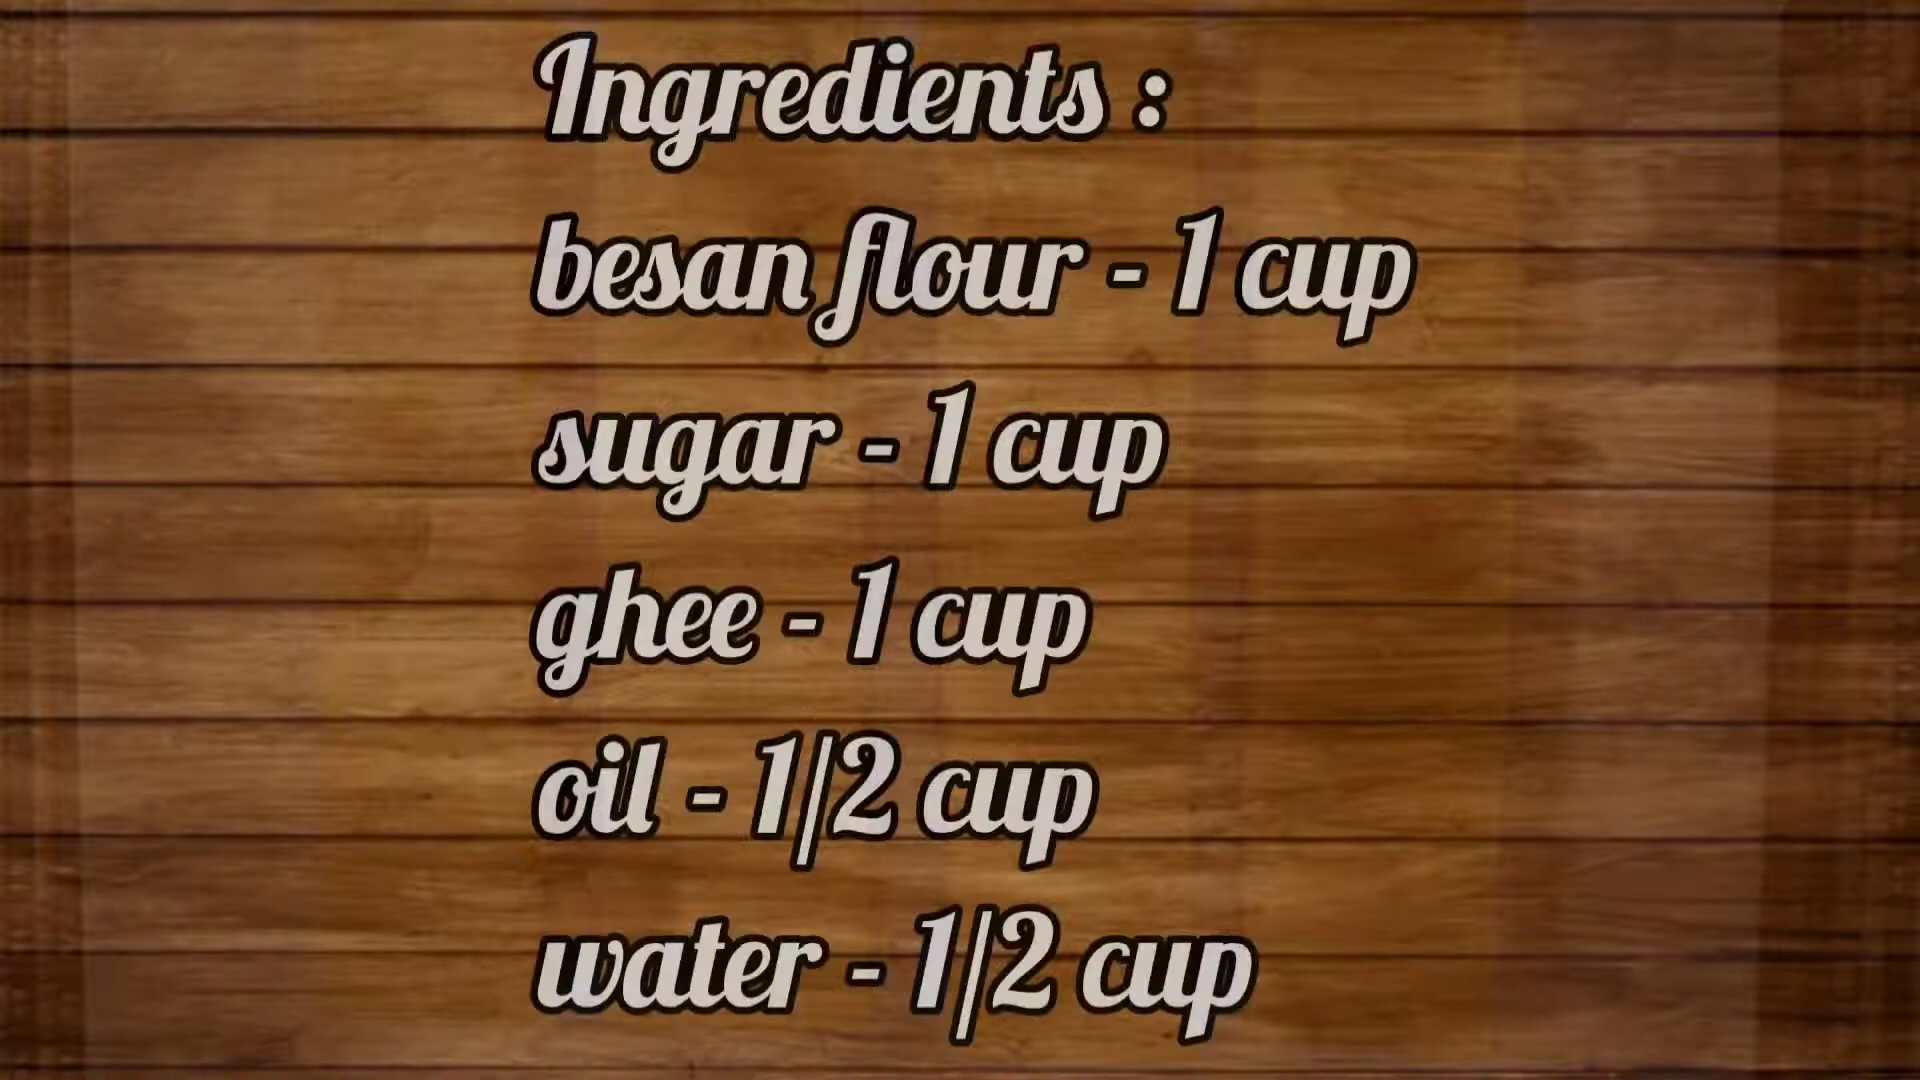 Ingredients :
besan flour - 1 cup
sugar - 1 cup
ghee - 1 cup
oil - 1/2 cup
water - 1/2 cup